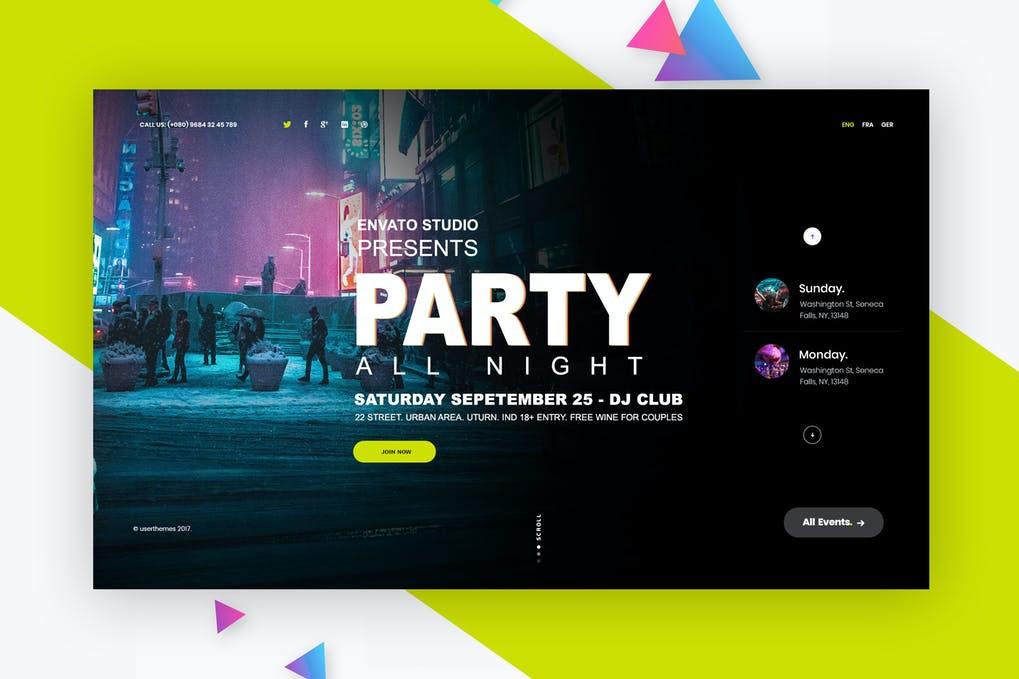 CALL US: (+080) 9684 32 45 789
ENG FRA GER
ENVATO STUDIO
PRESENTS
PARTY
ALL NIGHT
SATURDAY SEPETEMBER 25 - DJ CLUB
22 STREET. URBAN AREA. UTURN. IND 18+ ENTRY. FREE WINE FOR COUPLES
JOIN NOW
Sunday.
Washington St, Seneca
Falls, NY, 13148
Monday.
Washington St, Seneca
Falls, NY, 13148
All Events.
SCROLL
© userthemes 2017.